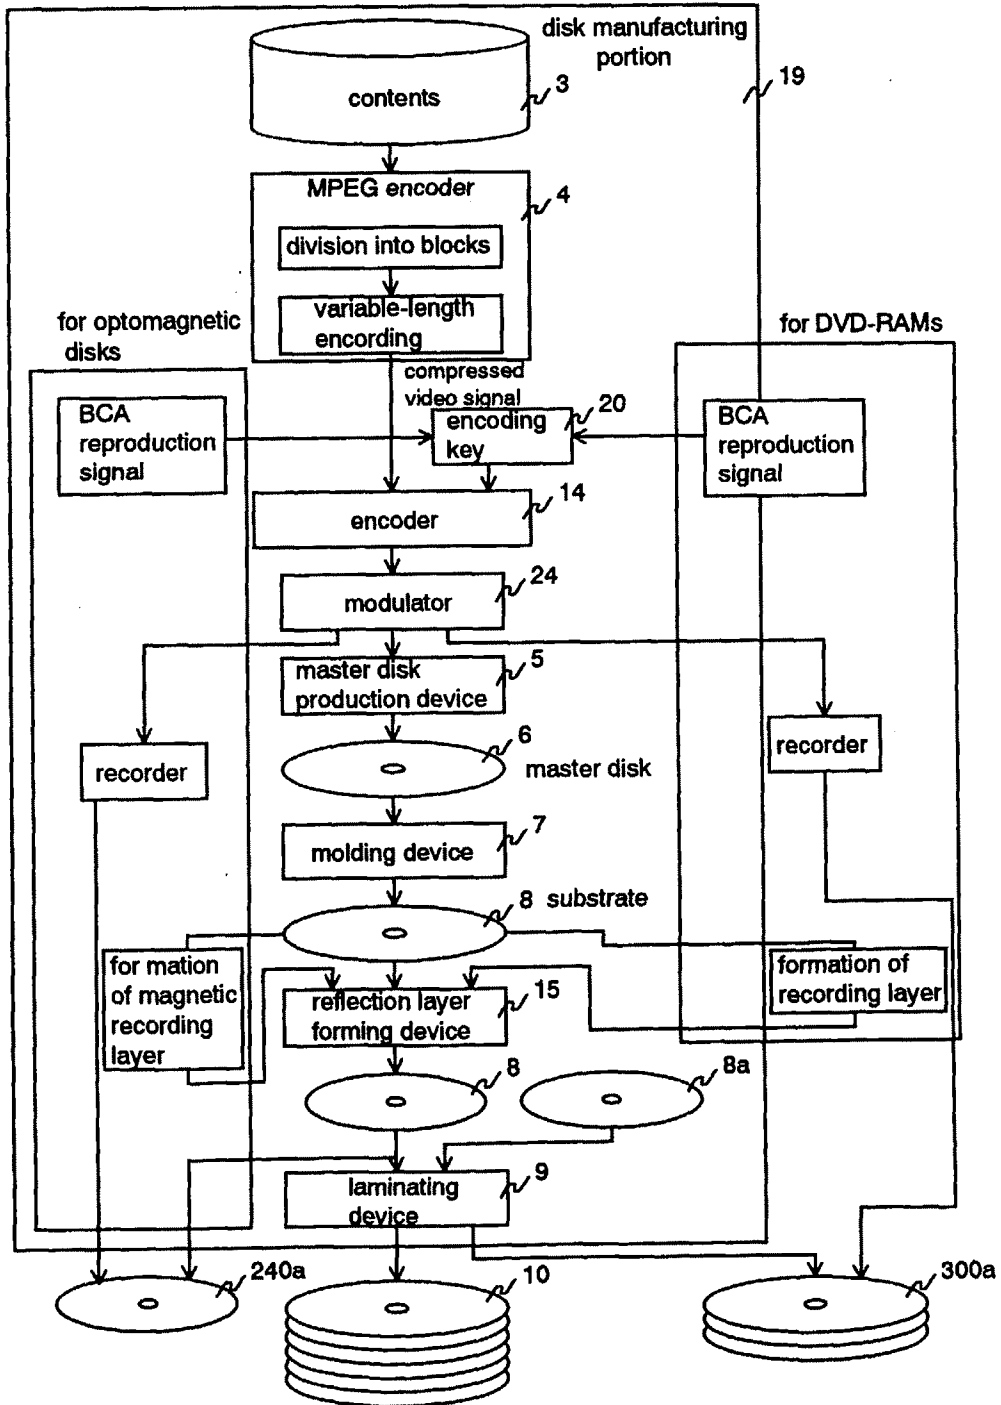 disk manufacturing
portion
19
contents
3
MPEG encoder
4
division into blocks
variable-length
encording
for optomagnetic
disks
for DVD-RAMs
compressed
video signal
BCA
reproduction
signal
encoding
key
20
BCA
reproduction
signal
encoder
14
modulator
24
master disk
production device
5
recorder
6
master disk
recorder
molding device
7
8 substrate
for mation
of magnetic
recording
layer
reflection layer
forming device
15
formation of
recording layer
8
8a
laminating
device
9
240a
10
300a